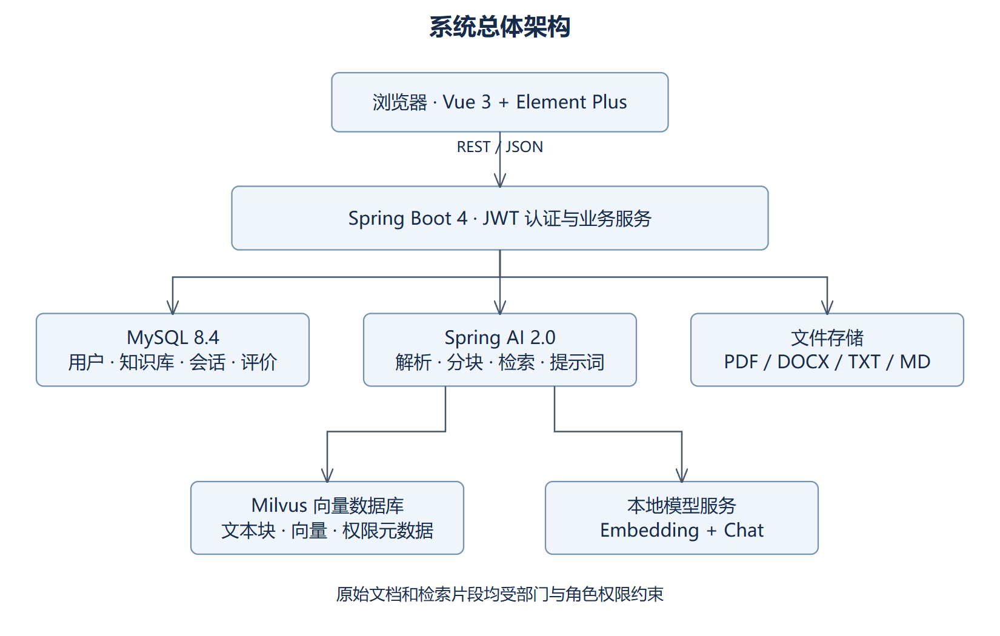 系统总体架构
浏览器 · Vue 3 + Element Plus
REST / JSON
Spring Boot 4 · JWT 认证与业务服务
MySQL 8.4
用户 · 知识库 · 会话 · 评价
Spring AI 2.0
解析 · 分块 · 检索 · 提示词
文件存储
PDF / DOCX / TXT / MD
Milvus 向量数据库
文本块 · 向量 · 权限元数据
本地模型服务
Embedding + Chat
原始文档和检索片段均受部门与角色权限约束